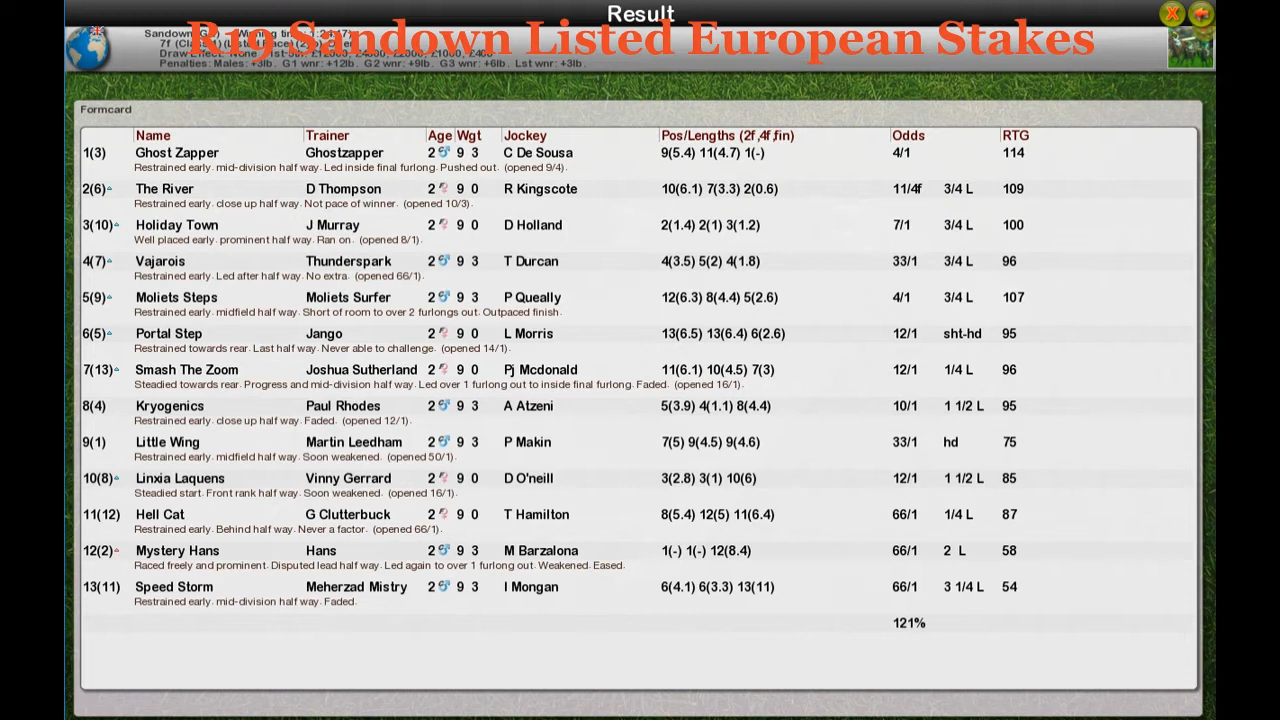 Result
R19 Sandown Listed European Stakes
Penalties: Males: +3lb. G1 wnr: +12lb. G2 wnr: +9lb. G3 wnr: +6lb. Lst wnr: +3lb.
Formcard
Name Trainer Age Wgt Jockey Pos/Lengths (2f,4f,fin) Odds RTG
1(3) Ghost Zapper Ghostzapper 2 9 3 C De Sousa 9(5.4) 11(4.7) 1(-) 4/1 114
Restrained early. mid-division half way. Led inside final furlong. Pushed out. (opened 9/4).
2(6) The River D Thompson 2 9 0 R Kingscote 10(6.1) 7(3.3) 2(0.6) 11/4f 3/4 L 109
Restrained early. close up half way. Not pace of winner. (opened 10/3).
3(10) Holiday Town J Murray 2 9 0 D Holland 2(1.4) 2(1) 3(1.2) 7/1 3/4 L 100
Well placed early. prominent half way. Ran on. (opened 8/1).
4(7) Vajarois Thunderspark 2 9 3 T Durcan 4(3.5) 5(2) 4(1.8) 33/1 3/4 L 96
Restrained early. Led after half way. No extra. (opened 66/1).
5(9) Moliets Steps Moliets Surfer 2 9 3 P Queally 12(6.3) 8(4.4) 5(2.6) 4/1 3/4 L 107
Restrained early. midfield half way. Short of room to over 2 furlongs out. Outpaced finish.
6(5) Portal Step Jango 2 9 0 L Morris 13(6.5) 13(6.4) 6(2.6) 12/1 sht-hd 95
Restrained towards rear. Last half way. Never able to challenge. (opened 14/1).
7(13) Smash The Zoom Joshua Sutherland 2 9 0 Pj Mcdonald 11(6.1) 10(4.5) 7(3) 12/1 1/4 L 96
Steadied towards rear. Progress and mid-division half way. Led over 1 furlong out to inside final furlong. Faded. (opened 16/1).
8(4) Kryogenics Paul Rhodes 2 9 3 A Atzeni 5(3.9) 4(1.1) 8(4.4) 10/1 1 1/2 L 95
Restrained early. close up half way. Faded. (opened 12/1).
9(1) Little Wing Martin Leedham 2 9 3 P Makin 7(5) 9(4.5) 9(4.6) 33/1 hd 75
Restrained early. midfield half way. Soon weakened. (opened 50/1).
10(8) Linxia Laquens Vinny Gerrard 2 9 0 D O'neill 3(2.8) 3(1) 10(6) 12/1 1 1/2 L 85
Steadied start. Front rank half way. Soon weakened. (opened 16/1).
11(12) Hell Cat G Clutterbuck 2 9 0 T Hamilton 8(5.4) 12(5) 11(6.4) 66/1 1/4 L 87
Restrained early. Behind half way. Never a factor. (opened 66/1).
12(2) Mystery Hans Hans 2 9 3 M Barzalona 1(-) 1(-) 12(8.4) 66/1 2 L 58
Raced freely and prominent. Disputed lead half way. Led again to over 1 furlong out. Weakened. Eased.
13(11) Speed Storm Meherzad Mistry 2 9 3 I Mongan 6(4.1) 6(3.3) 13(11) 66/1 3 1/4 L 54
Restrained early. mid-division half way. Faded.
121%